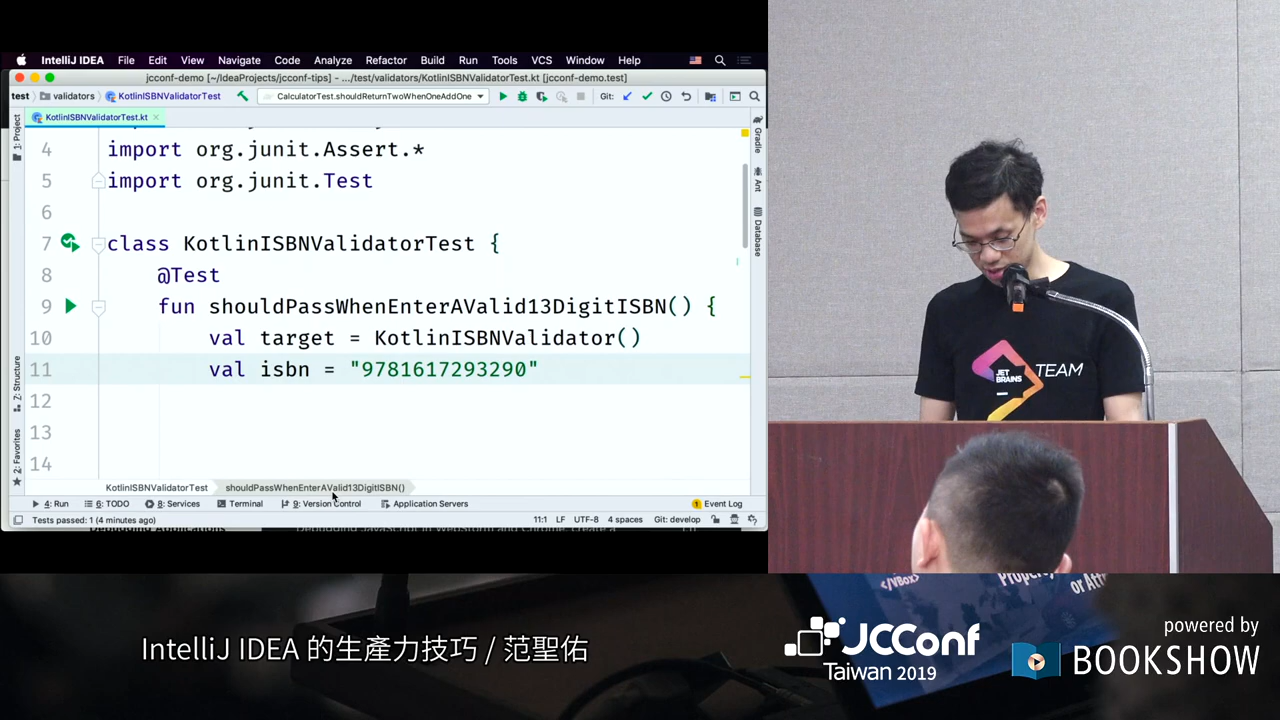 IntelliJ IDEA File Edit View Navigate Code Analyze Refactor Build Run Tools VCS Window Help
jcconf-demo [~/IdeaProjects/jcconf-tips] - .../test/validators/KotlinISBNValidatorTest.kt [jcconf-demo.test]
test validators KotlinISBNValidatorTest CalculatorTest.shouldReturnTwoWhenOneAddOne Git:
KotlinISBNValidatorTest.kt
1: Project
Z: Structure
2: Favorites
4 import org.junit.Assert.*
5 import org.junit.Test
6
7 class KotlinISBNValidatorTest {
8 @Test
9 fun shouldPassWhenEnterAValid13DigitISBN() {
10 val target = KotlinISBNValidator()
11 val isbn = "9781617293290"
12
13
14
Gradle
Ant
Database
KotlinISBNValidatorTest shouldPassWhenEnterAValid13DigitISBN()
4: Run 6: TODO 8: Services Terminal 9: Version Control Application Servers 1 Event Log
Tests passed: 1 (4 minutes ago) 11:1 LF UTF-8 4 spaces Git: develop
JET
BRAINS
TEAM
</VBox>
or Att
IntelliJ IDEA 的生產力技巧 / 范聖佑
JCConf
Taiwan 2019
powered by
BOOKSHOW